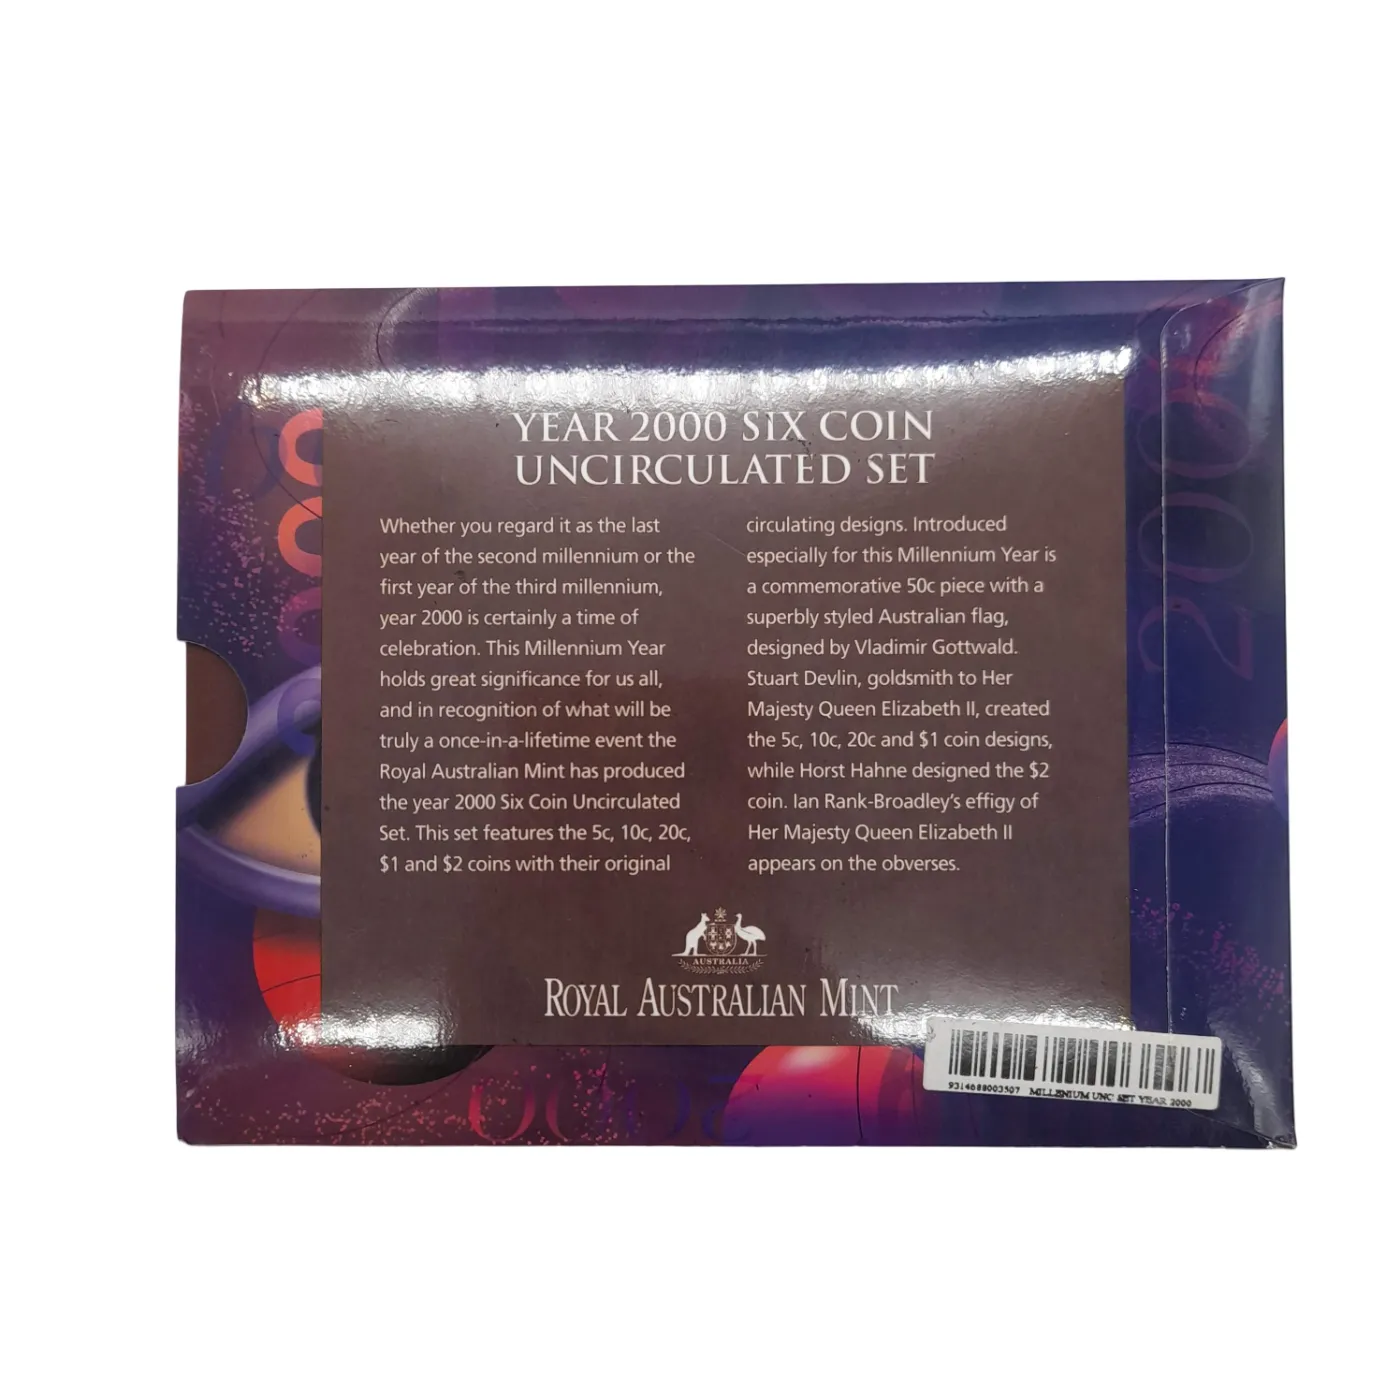 YEAR 2000 SIX COIN
UNCIRCULATED SET
Whether you regard it as the last
year of the second millennium or the
first year of the third millennium,
year 2000 is certainly a time of
celebration. This Millennium Year
holds great significance for us all,
and in recognition of what will be
truly a once-in-a-lifetime event the
Royal Australian Mint has produced
the year 2000 Six Coin Uncirculated
Set. This set features the 5c, 10c, 20c,
$1 and $2 coins with their original
circulating designs. Introduced
especially for this Millennium Year is
a commemorative 50c piece with a
superbly styled Australian flag,
designed by Vladimir Gottwald.
Stuart Devlin, goldsmith to Her
Majesty Queen Elizabeth II, created
the 5c, 10c, 20c and $1 coin designs,
while Horst Hahne designed the $2
coin. Ian Rank-Broadley's effigy of
Her Majesty Queen Elizabeth II
appears on the obverses.
AUSTRALIA
ROYAL AUSTRALIAN MINT
9314688003507 MILLENIUM UNC SET YEAR 2000
2000
2000